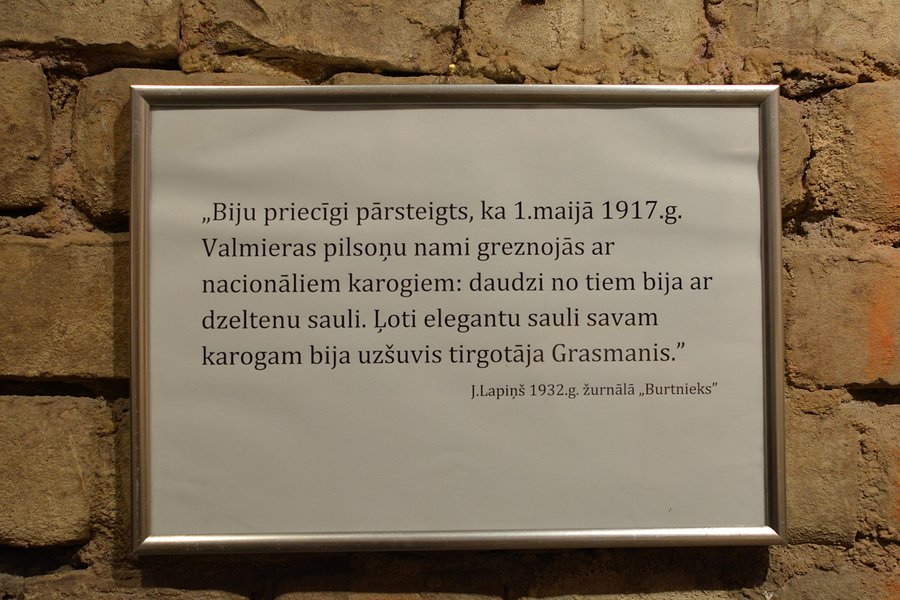 „Biju priecīgi pārsteigts, ka 1.maijā 1917.g.
Valmieras pilsoņu nami greznojās ar
nacionāliem karogiem: daudzi no tiem bija ar
dzeltenu sauli. Ļoti elegantu sauli savam
karogam bija uzšuvis tirgotāja Grasmanis.”
J.Lapiņš 1932.g. žurnālā „Burtnieks”